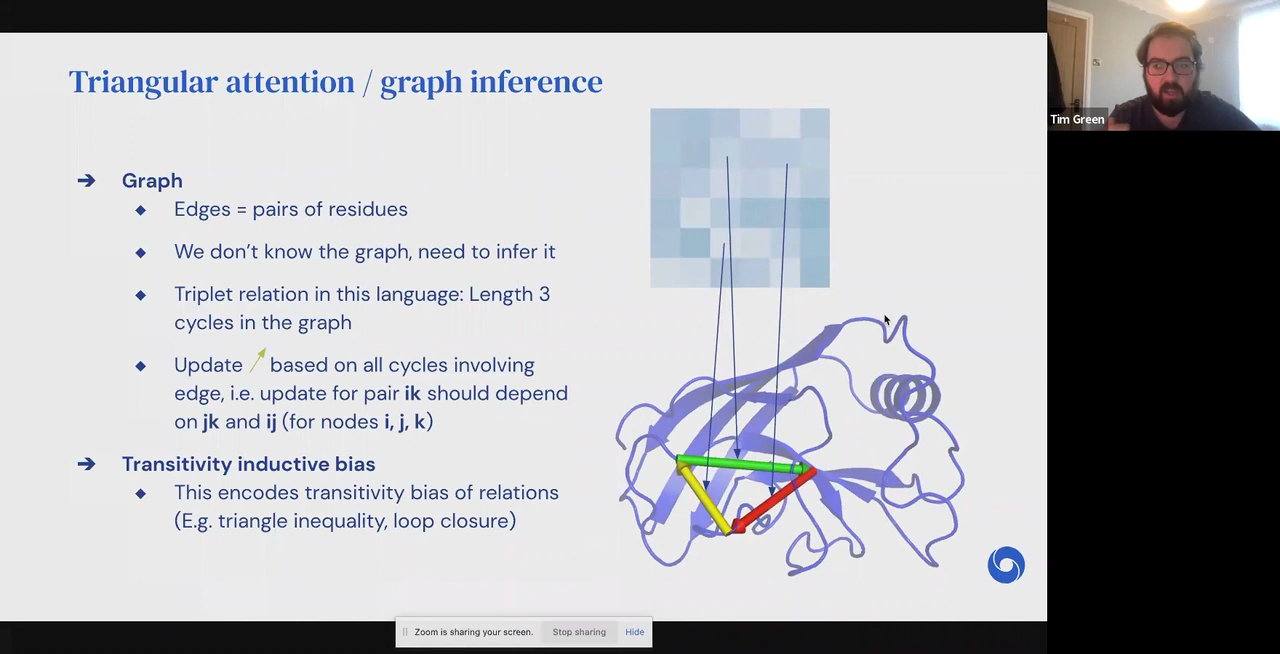 Triangular attention / graph inference
➔ Graph
◆ Edges = pairs of residues
◆ We don’t know the graph, need to infer it
◆ Triplet relation in this language: Length 3
cycles in the graph
◆ Update based on all cycles involving
edge, i.e. update for pair ik should depend
on jk and ij (for nodes i, j, k)
➔ Transitivity inductive bias
◆ This encodes transitivity bias of relations
(E.g. triangle inequality, loop closure)
Tim Green
Zoom is sharing your screen. Stop sharing Hide